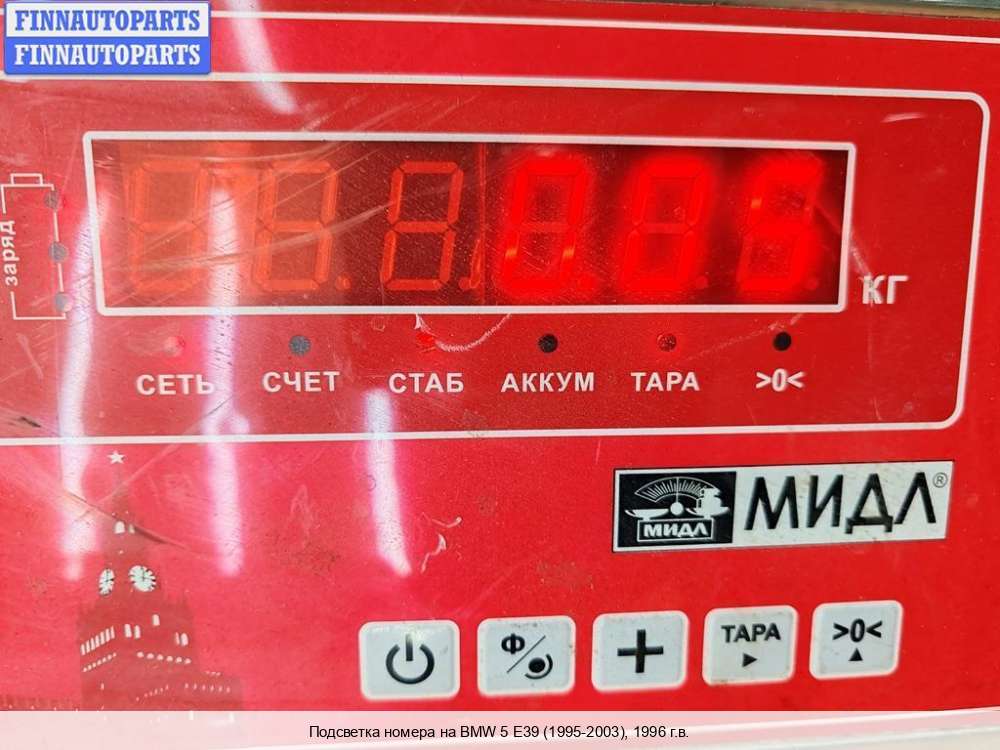 FINNAUTOPARTS
FINNAUTOPARTS
заряд
0.05
КГ
СЕТЬ СЧЕТ СТАБ АККУМ ТАРА >0<
МИДЛ МИДЛ®
Ф + ТАРА >0<
Подсветка номера на BMW 5 E39 (1995-2003), 1996 г.в.